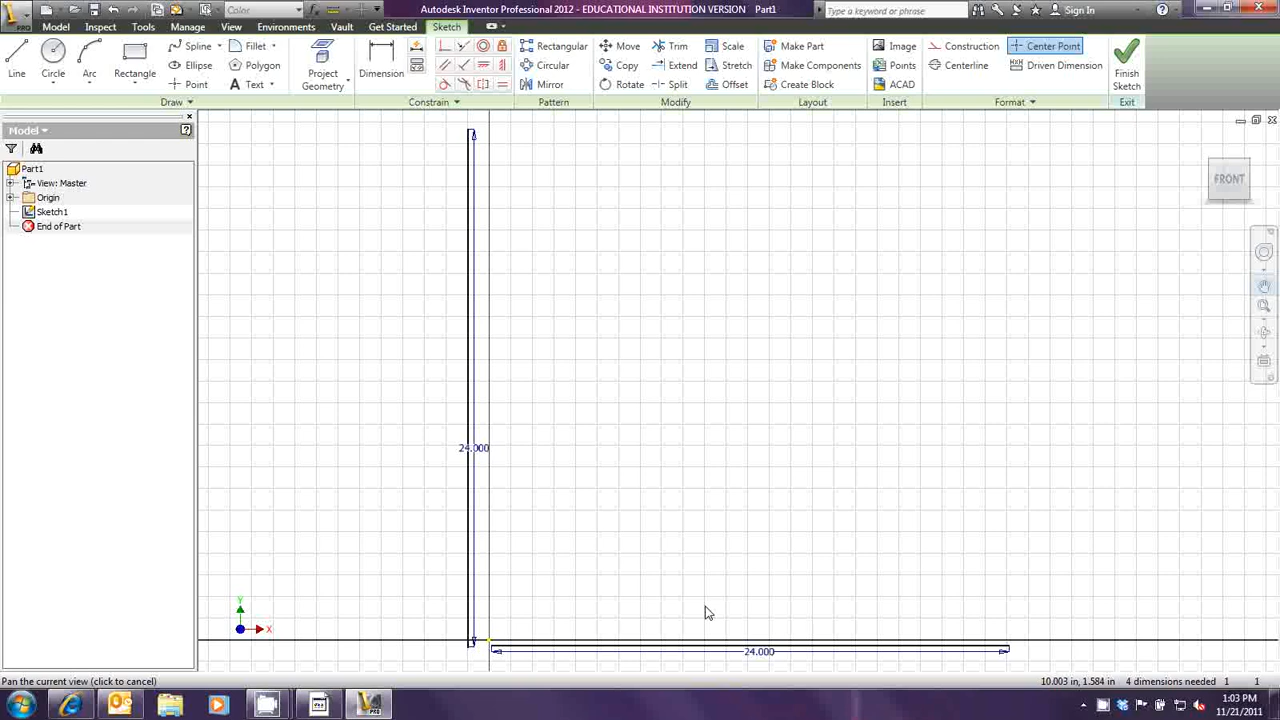 Color
Autodesk Inventor Professional 2012 - EDUCATIONAL INSTITUTION VERSION Part1
Type a keyword or phrase
Sign In
PRO
Model Inspect Tools Manage View Environments Vault Get Started Sketch
Line
Circle
Arc
Rectangle
Spline
Ellipse
Point
Fillet
Polygon
Text
Project Geometry
Dimension
Rectangular
Circular
Mirror
Move
Copy
Rotate
Trim
Extend
Split
Scale
Stretch
Offset
Make Part
Make Components
Create Block
Image
Points
ACAD
Construction
Centerline
Center Point
Driven Dimension
Finish Sketch
Draw
Constrain
Pattern
Modify
Layout
Insert
Format
Exit
Model
Part1
View: Master
Origin
Sketch1
End of Part
FRONT
24.000
24.000
Y
X
Pan the current view (click to cancel)
10.003 in, 1.584 in 4 dimensions needed 1 1
1:03 PM
11/21/2011